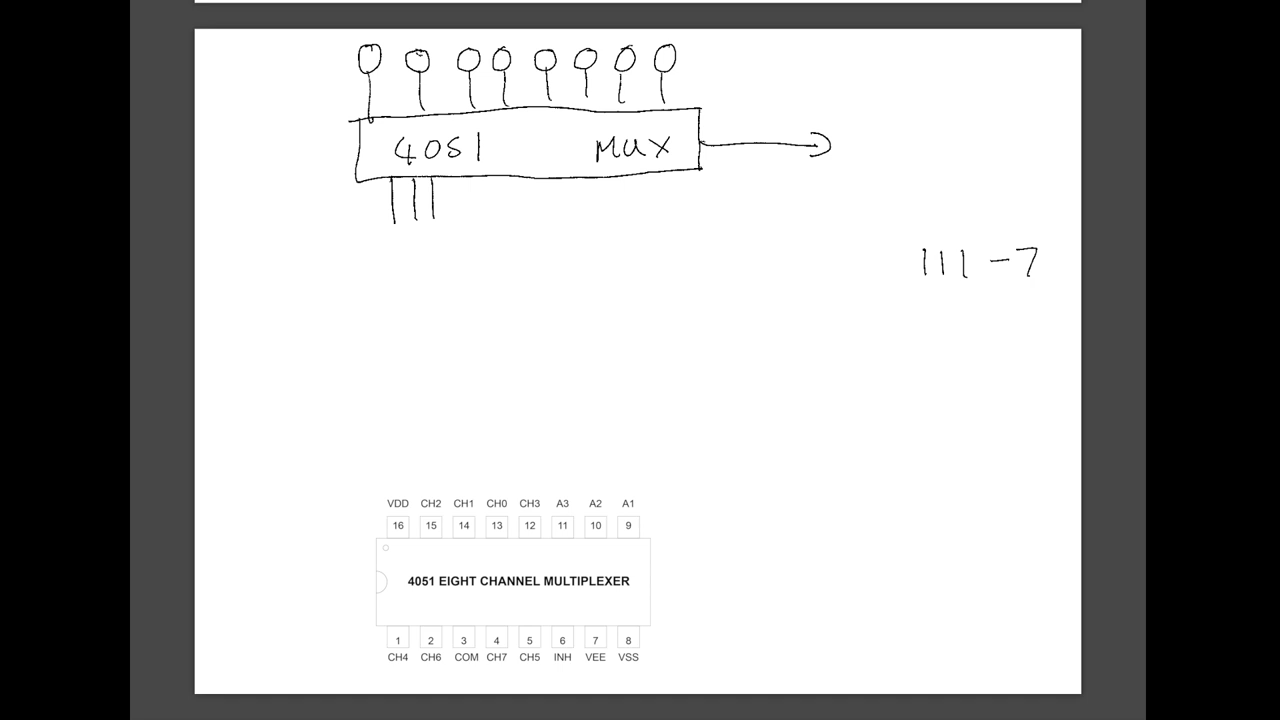 4051 MUX
111 - 7
VDD CH2 CH1 CH0 CH3 A3 A2 A1
16 15 14 13 12 11 10 9
4051 EIGHT CHANNEL MULTIPLEXER
1 2 3 4 5 6 7 8
CH4 CH6 COM CH7 CH5 INH VEE VSS